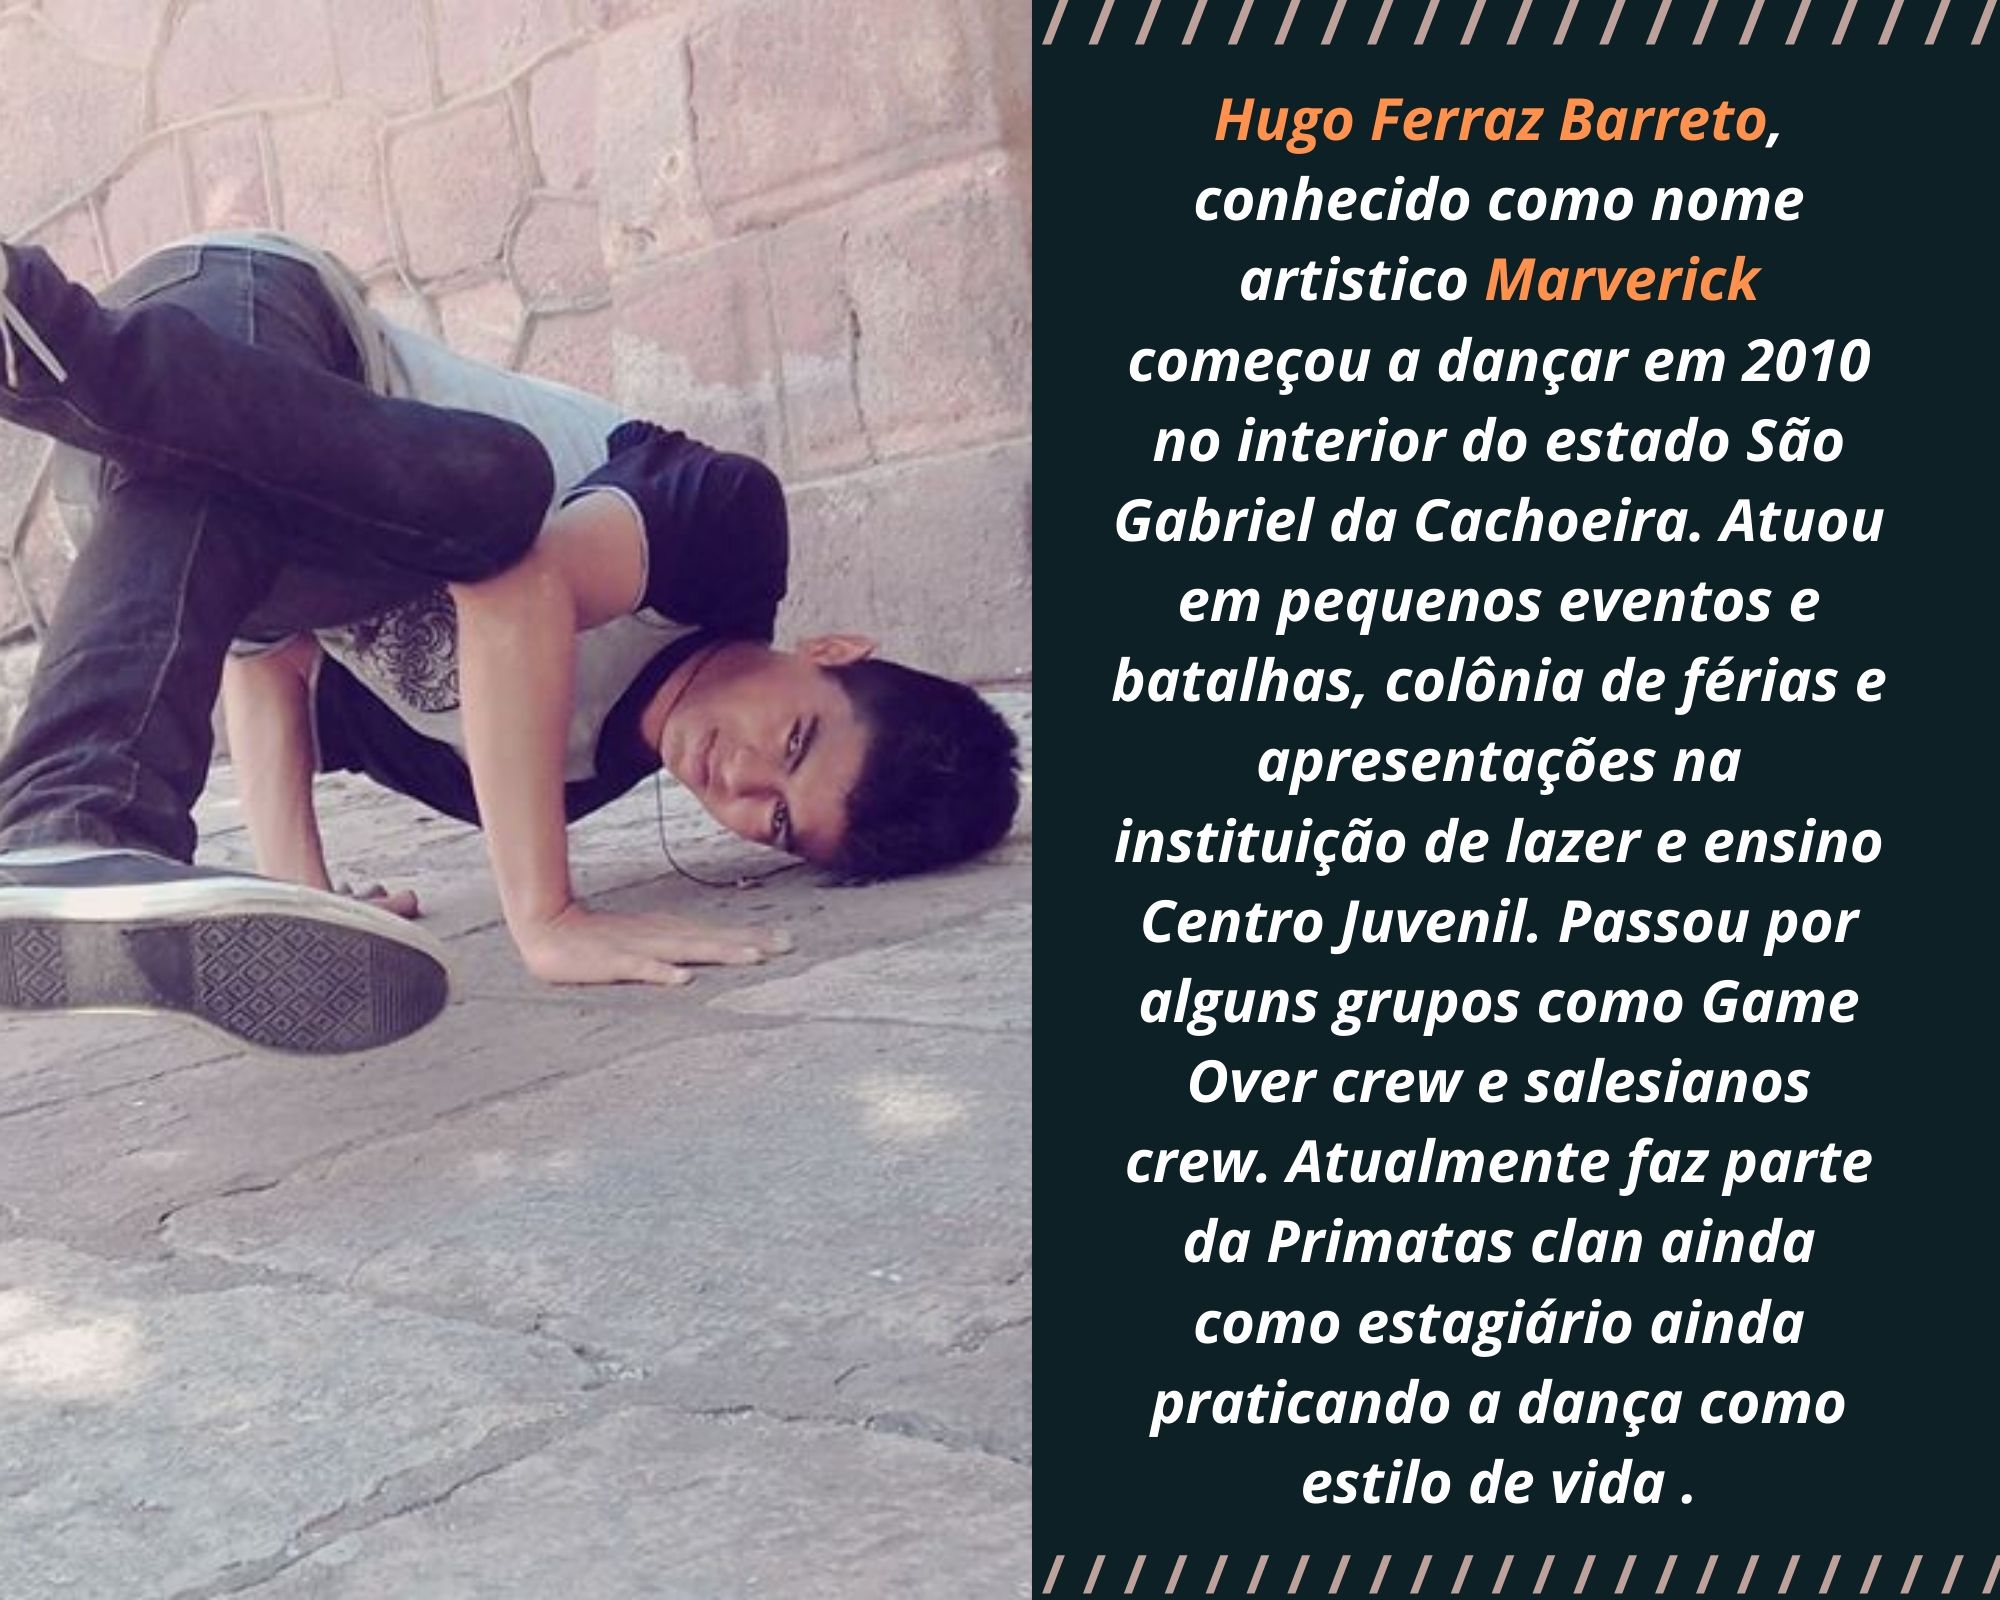 Hugo Ferraz Barreto,
conhecido como nome
artistico Marverick
começou a dançar em 2010
no interior do estado São
Gabriel da Cachoeira. Atuou
em pequenos eventos e
batalhas, colônia de férias e
apresentações na
instituição de lazer e ensino
Centro Juvenil. Passou por
alguns grupos como Game
Over crew e salesianos
crew. Atualmente faz parte
da Primatas clan ainda
como estagiário ainda
praticando a dança como
estilo de vida .